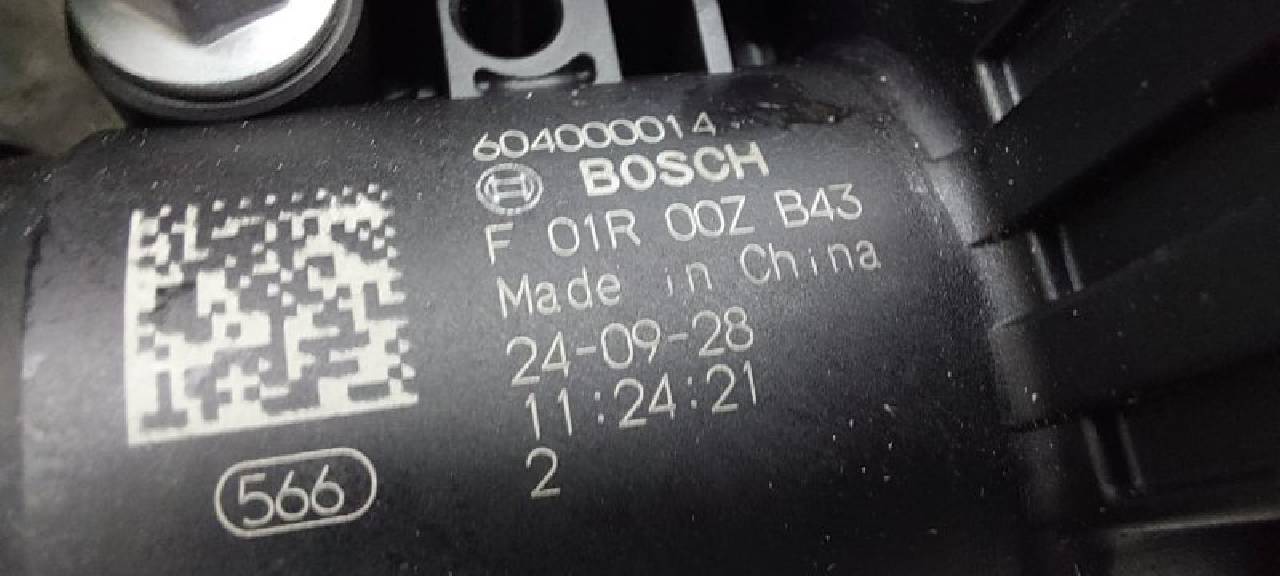 604000014
BOSCH
F 01R 00Z B43
Made in China
24-09-28
11:24:21
2
566